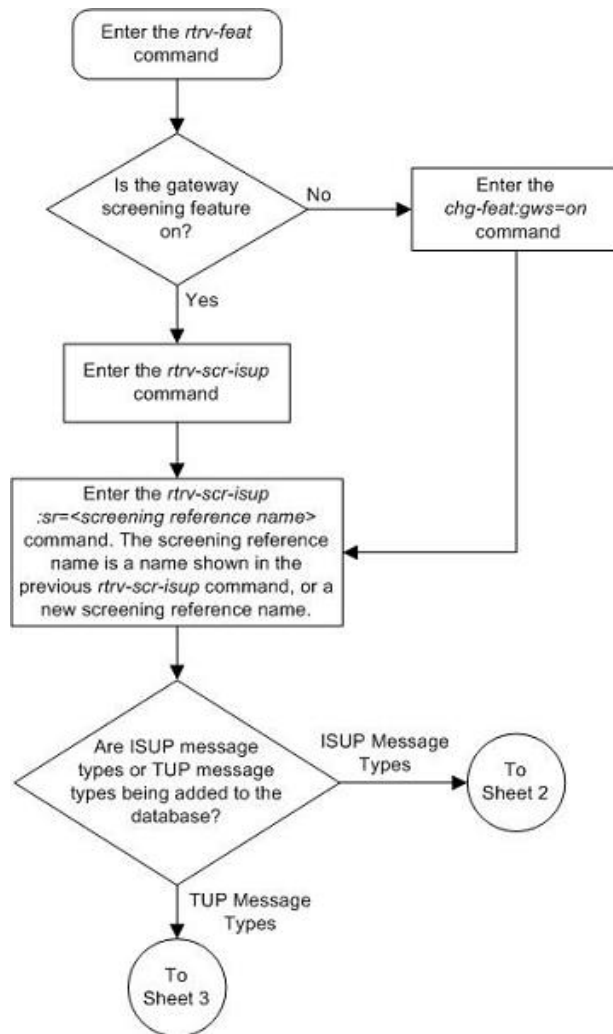 Enter the rtrv-feat
command
Is the gateway
screening feature
on?
No
Enter the
chg-feat:gws=on
command
Yes
Enter the rtrv-scr-isup
command
Enter the rtrv-scr-isup
:sr=<screening reference name>
command. The screening reference
name is a name shown in the
previous rtrv-scr-isup command, or a
new screening reference name.
Are ISUP message
types or TUP message
types being added to the
database?
ISUP Message
Types
To
Sheet 2
TUP Message
Types
To
Sheet 3